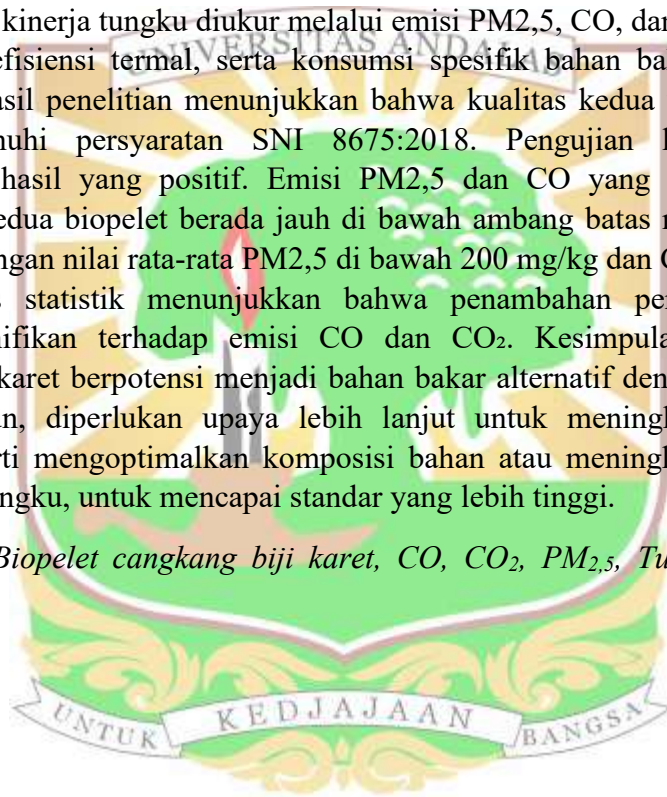 kinerja tungku diukur melalui emisi PM2,5, CO, dan
UNIVERSITAS ANDALAS
efisiensi termal, serta konsumsi spesifik bahan ba
asil penelitian menunjukkan bahwa kualitas kedua
uhi persyaratan SNI 8675:2018. Pengujian
hasil yang positif. Emisi PM2,5 dan CO yang
edua biopelet berada jauh di bawah ambang batas
ngan nilai rata-rata PM2,5 di bawah 200 mg/kg dan
s statistik menunjukkan bahwa penambahan per
ifikan terhadap emisi CO dan CO₂. Kesimpula
karet berpotensi menjadi bahan bakar alternatif den
n, diperlukan upaya lebih lanjut untuk mening
rti mengoptimalkan komposisi bahan atau mening
ngku, untuk mencapai standar yang lebih tinggi.
Biopelet cangkang biji karet, CO, CO₂, PM₂,₅, Tu
UNTUK KEDJAJAAN BANGSA